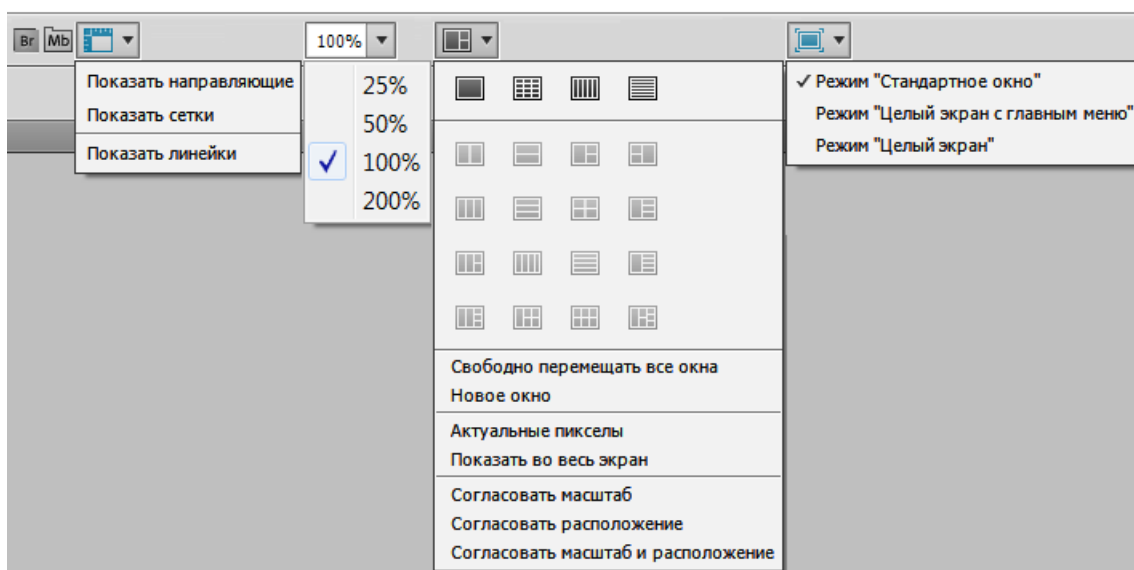 Br Mb
100%
Показать направляющие
Показать сетки
Показать линейки
25%
50%
100%
200%
Свободно перемещать все окна
Новое окно
Актуальные пикселы
Показать во весь экран
Согласовать масштаб
Согласовать расположение
Согласовать масштаб и расположение
Режим "Стандартное окно"
Режим "Целый экран с главным меню"
Режим "Целый экран"